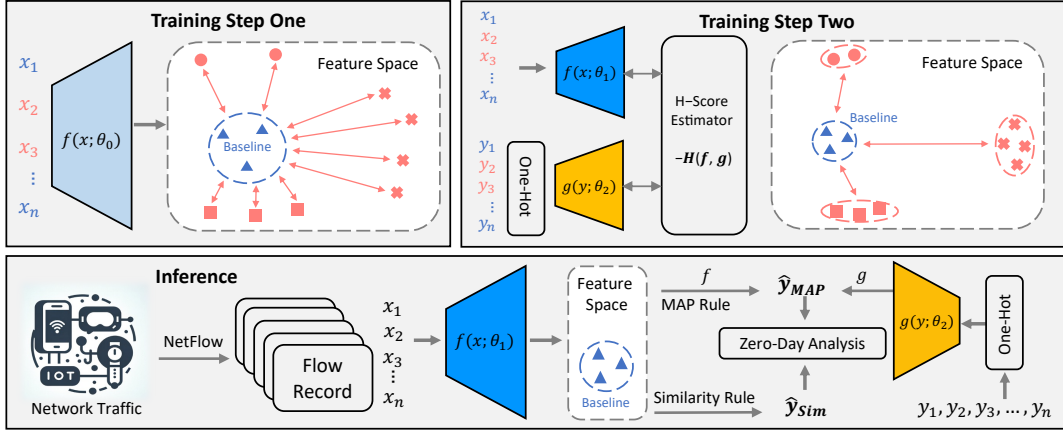 Training Step One
x₁
x₂
x₃
⋮
xₙ
f(x;θ₀)
Feature Space
Baseline
Training Step Two
x₁
x₂
x₃
⋮
xₙ
f(x;θ₁)
y₁
y₂
y₃
⋮
yₙ
One-Hot
g(y;θ₂)
H−Score
Estimator
-H(f, g)
Feature Space
Baseline
Inference
IOT
Network Traffic
NetFlow
Flow
Record
x₁
x₂
x₃
⋮
xₙ
f(x;θ₁)
Feature
Space
Baseline
f
MAP Rule
ŷ_MAP
g
Zero-Day Analysis
Similarity Rule
ŷ_Sim
g(y;θ₂)
One-Hot
y₁, y₂, y₃, ..., yₙ